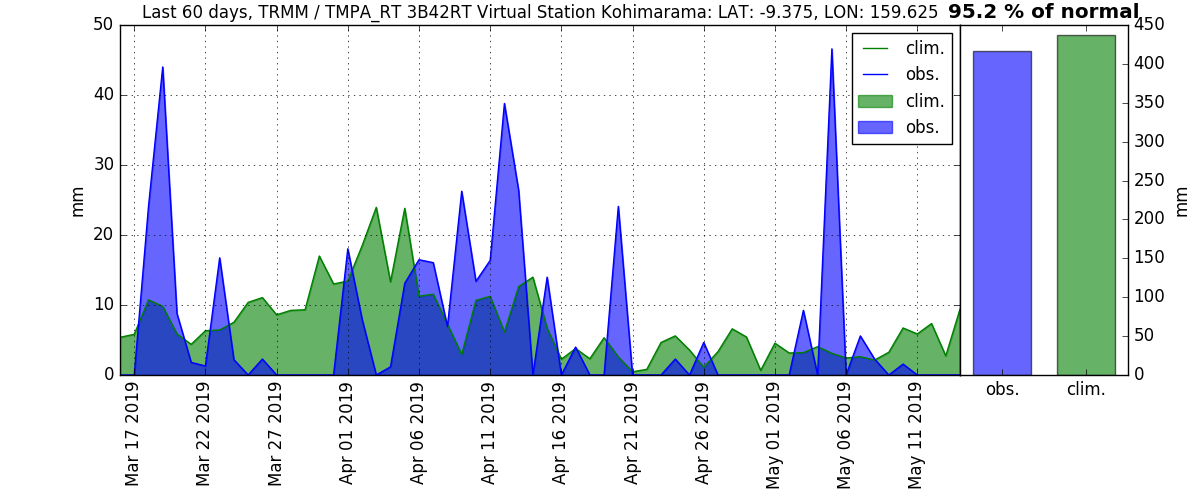 Last 60 days, TRMM / TMPA_RT 3B42RT Virtual Station Kohimarama: LAT: -9.375, LON: 159.625 95.2 % of normal
clim.
obs.
clim.
obs.
mm
50
40
30
20
10
0
Mar 17 2019
Mar 22 2019
Mar 27 2019
Apr 01 2019
Apr 06 2019
Apr 11 2019
Apr 16 2019
Apr 21 2019
Apr 26 2019
May 01 2019
May 06 2019
May 11 2019
450
400
350
300
250
200
150
100
50
0
mm
obs. clim.